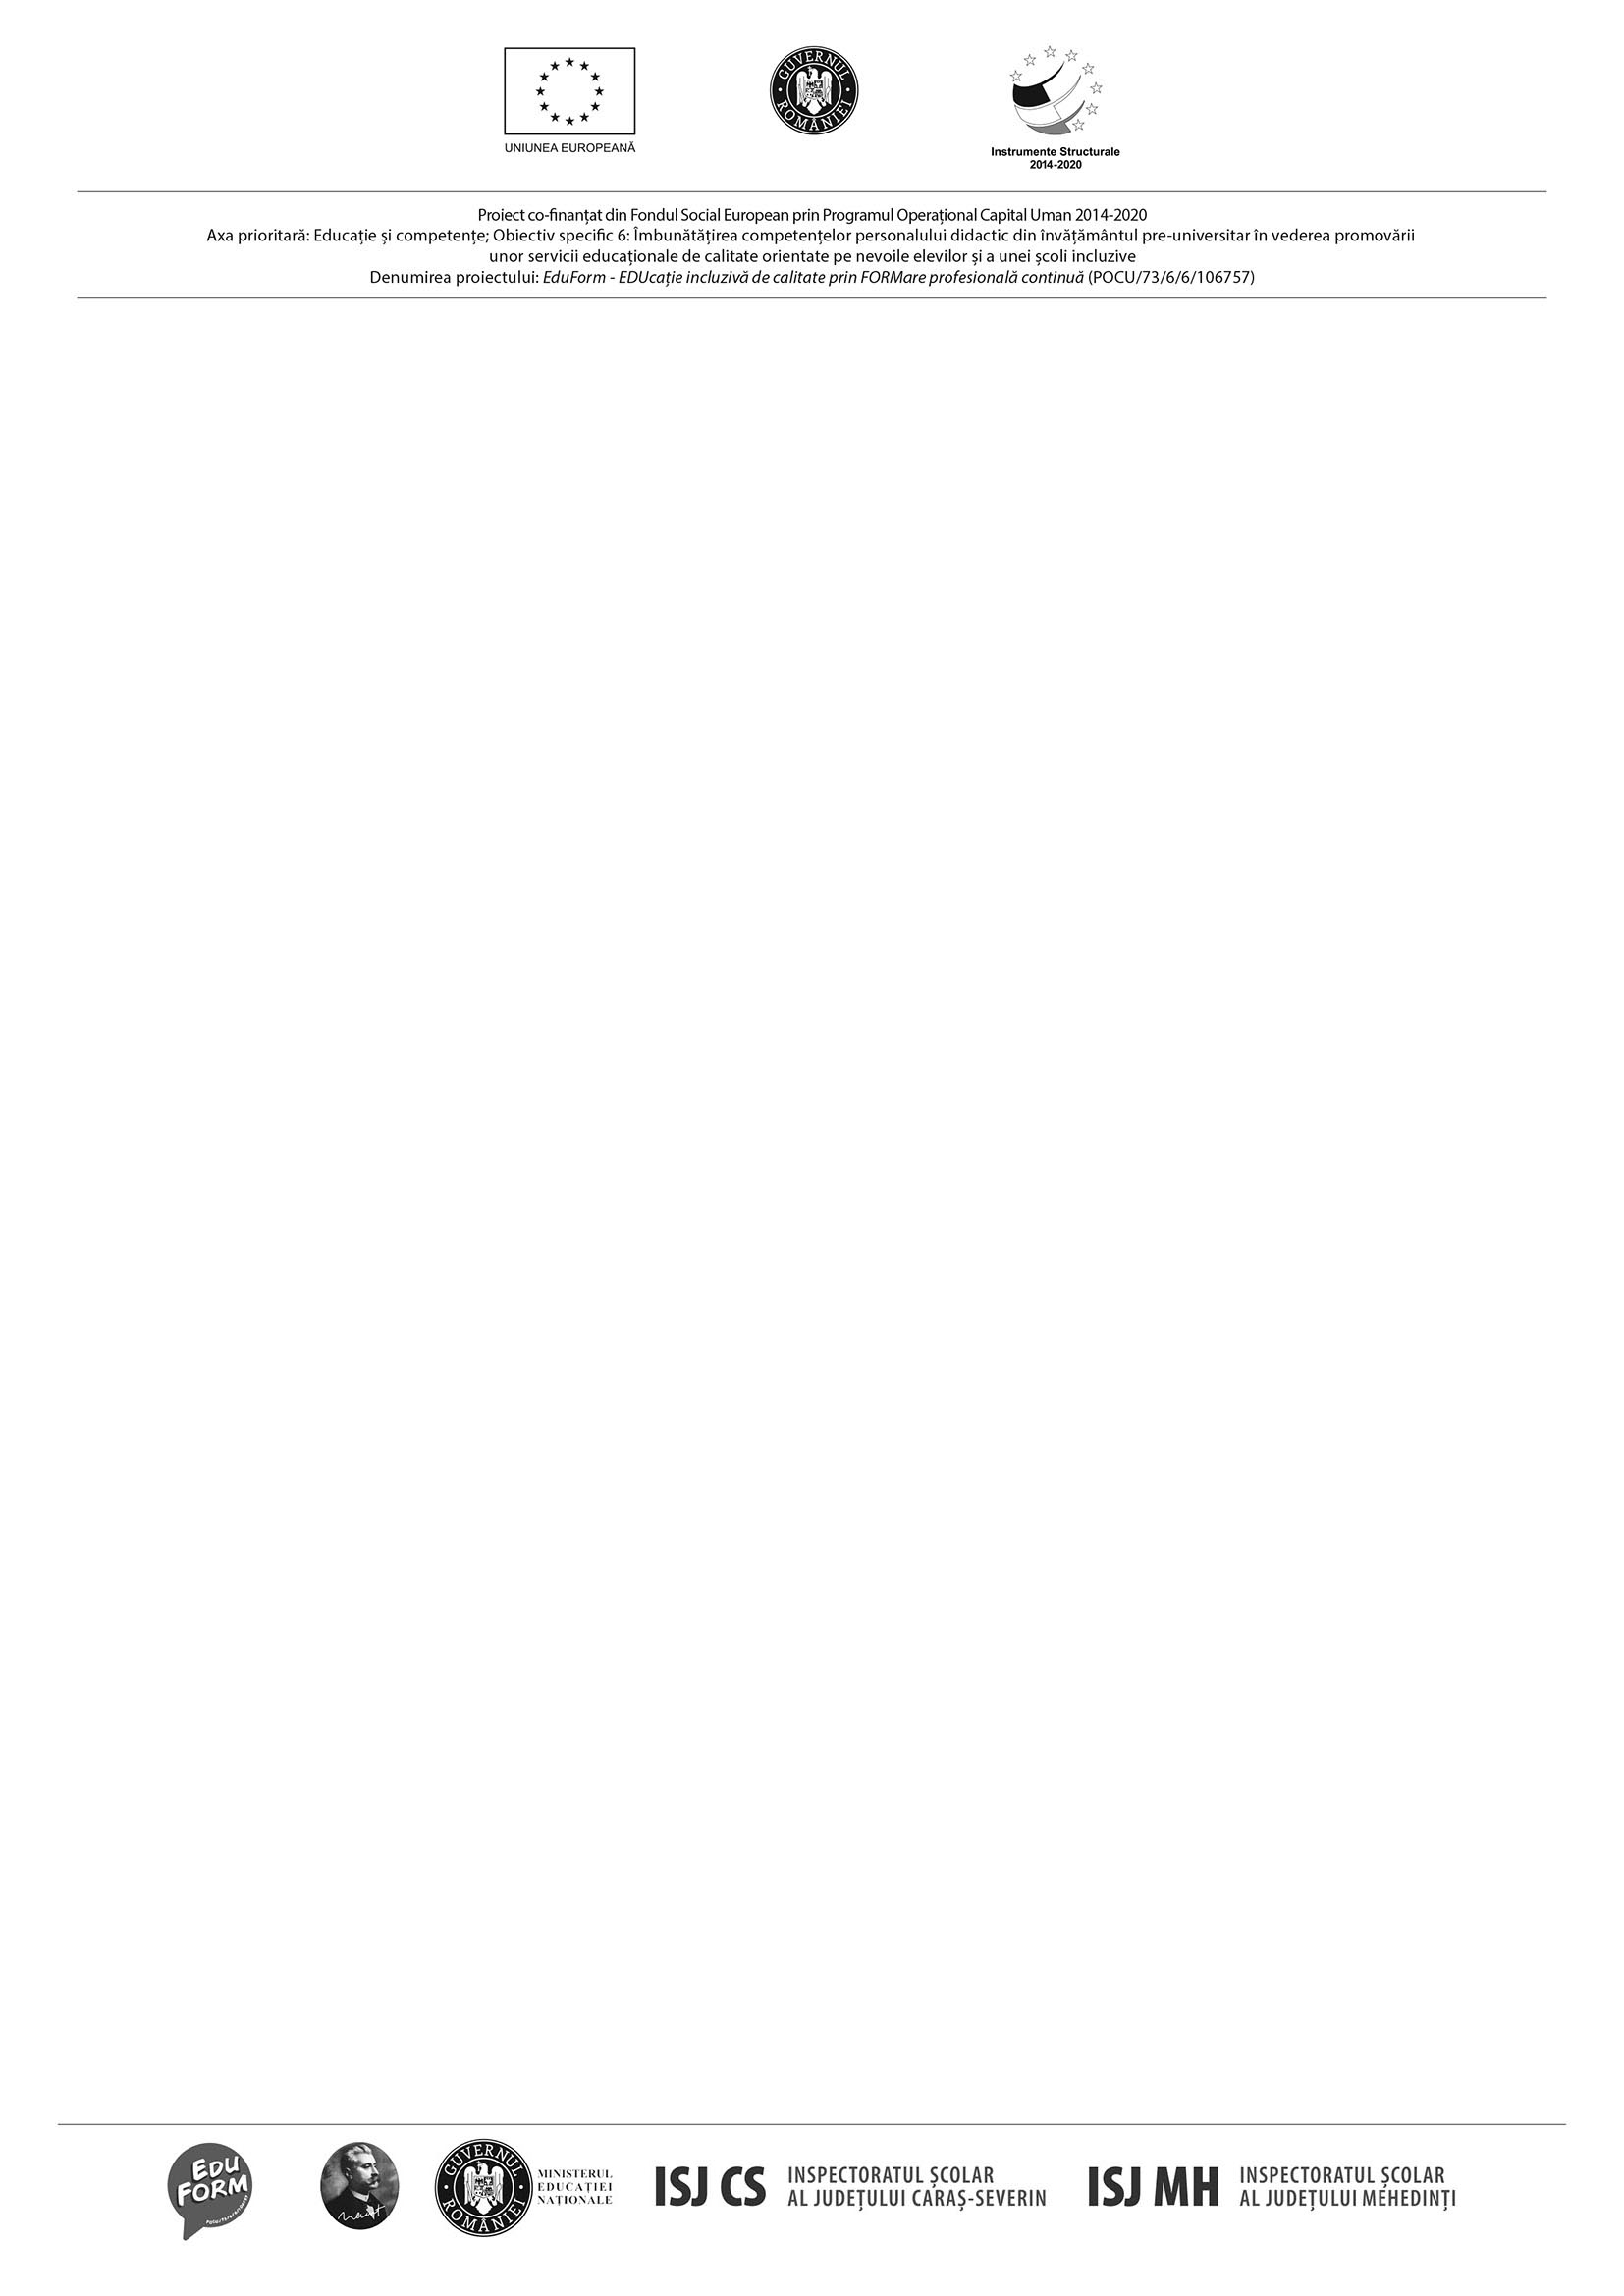 GUVERNUL ROMÂNIEI
UNIUNEA EUROPEANĂ
Instrumente Structurale
2014-2020
Proiect co-finanțat din Fondul Social European prin Programul Operațional Capital Uman 2014-2020
Axa prioritară: Educație și competențe; Obiectiv specific 6: Îmbunătățirea competențelor personalului didactic din învățământul pre-universitar în vederea promovării
unor servicii educaționale de calitate orientate pe nevoile elevilor și a unei școli incluzive
Denumirea proiectului: EduForm - EDUcație incluzivă de calitate prin FORMare profesională continuă (POCU/73/6/6/106757)
EDU
FORM
GUVERNUL ROMÂNIEI
MINISTERUL
EDUCAȚIEI
NAȚIONALE
ISJ CS
INSPECTORATUL ȘCOLAR
AL JUDEȚULUI CARAȘ-SEVERIN
ISJ MH
INSPECTORATUL ȘCOLAR
AL JUDEȚULUI MEHEDINȚI